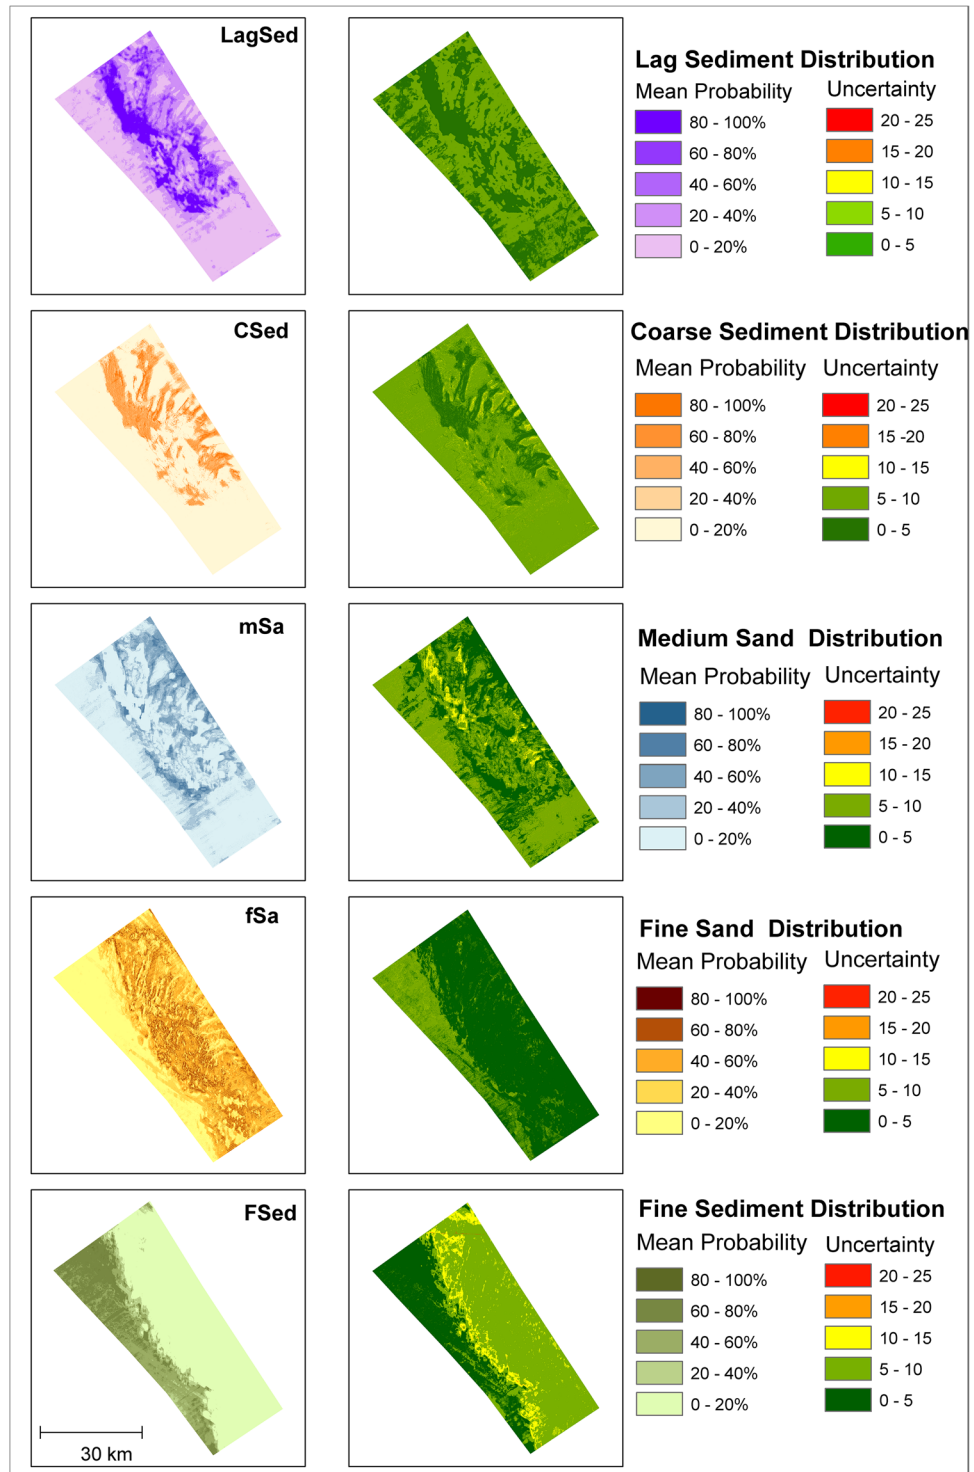 LagSed
Lag Sediment Distribution
Mean Probability Uncertainty
80 - 100% 20 - 25
60 - 80% 15 - 20
40 - 60% 10 - 15
20 - 40% 5 - 10
0 - 20% 0 - 5
CSed
Coarse Sediment Distribution
Mean Probability Uncertainty
80 - 100% 20 - 25
60 - 80% 15 -20
40 - 60% 10 - 15
20 - 40% 5 - 10
0 - 20% 0 - 5
mSa
Medium Sand Distribution
Mean Probability Uncertainty
80 - 100% 20 - 25
60 - 80% 15 - 20
40 - 60% 10 - 15
20 - 40% 5 - 10
0 - 20% 0 - 5
fSa
Fine Sand Distribution
Mean Probability Uncertainty
80 - 100% 20 - 25
60 - 80% 15 - 20
40 - 60% 10 - 15
20 - 40% 5 - 10
0 - 20% 0 - 5
FSed
Fine Sediment Distribution
Mean Probability Uncertainty
80 - 100% 20 - 25
60 - 80% 15 - 20
40 - 60% 10 - 15
20 - 40% 5 - 10
0 - 20% 0 - 5
30 km